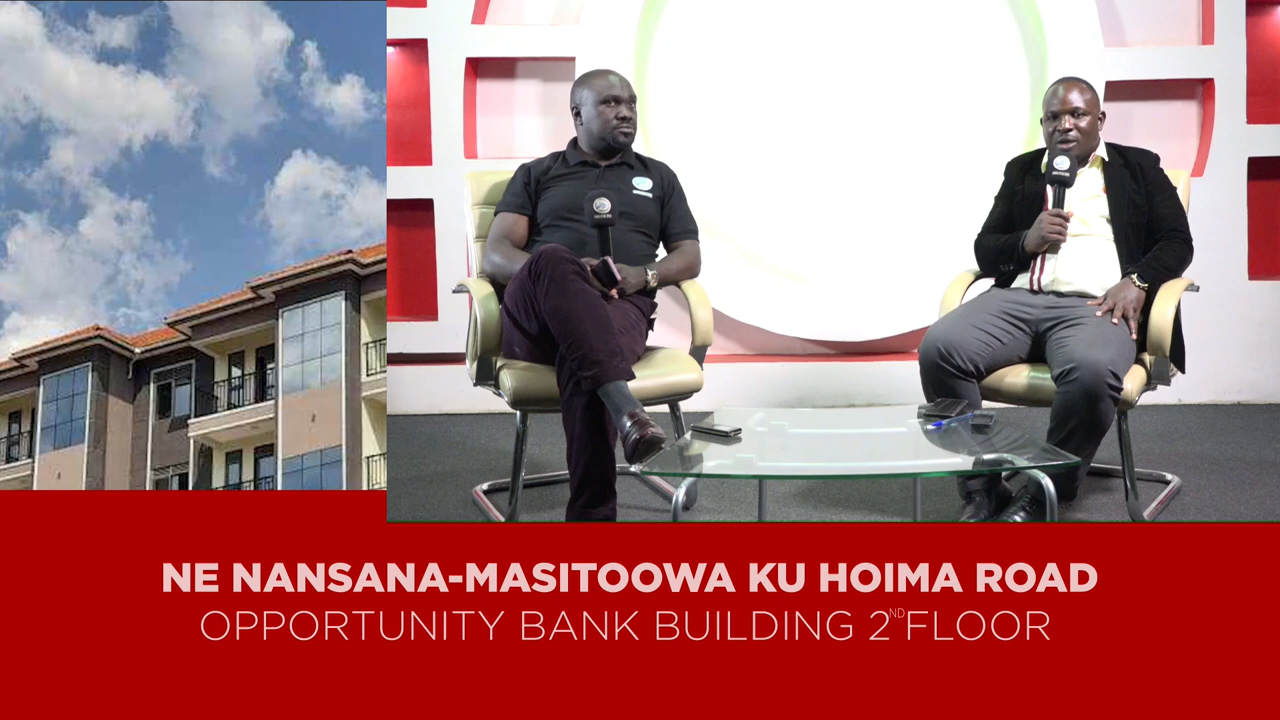 NE NANSANA-MASITOOWA KU HOIMA ROAD
OPPORTUNITY BANK BUILDING 2ND FLOOR